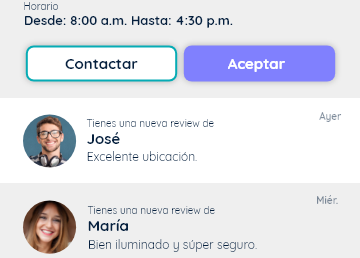 Horario
Desde: 8:00 a.m. Hasta: 4:30 p.m.
Contactar Aceptar
Ayer
Tienes una nueva review de
José
Excelente ubicación.
Miér.
Tienes una nueva review de
María
Bien iluminado y súper seguro.